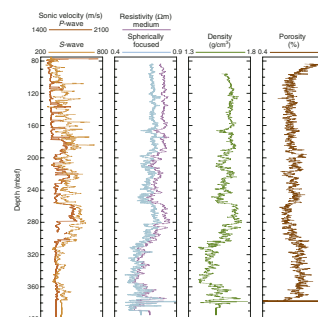 Sonic velocity (m/s)
P-wave
1400 2100
S-wave
200 800
Resistivity (Ωm)
medium
Spherically
focused
0.4 0.9
Density
(g/cm³)
1.3 1.8
Porosity
(%)
0.4
Depth (mbsf)
80
120
160
200
240
280
320
360